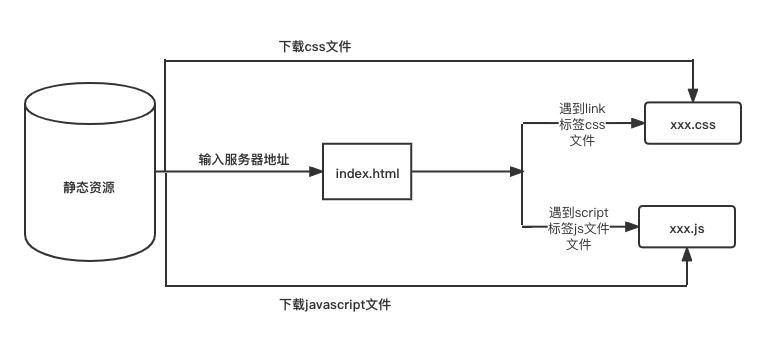 下载css文件
遇到link
标签css
文件
xxx.css
输入服务器地址
静态资源
index.html
遇到script
标签js文件
文件
xxx.js
下载javascript文件